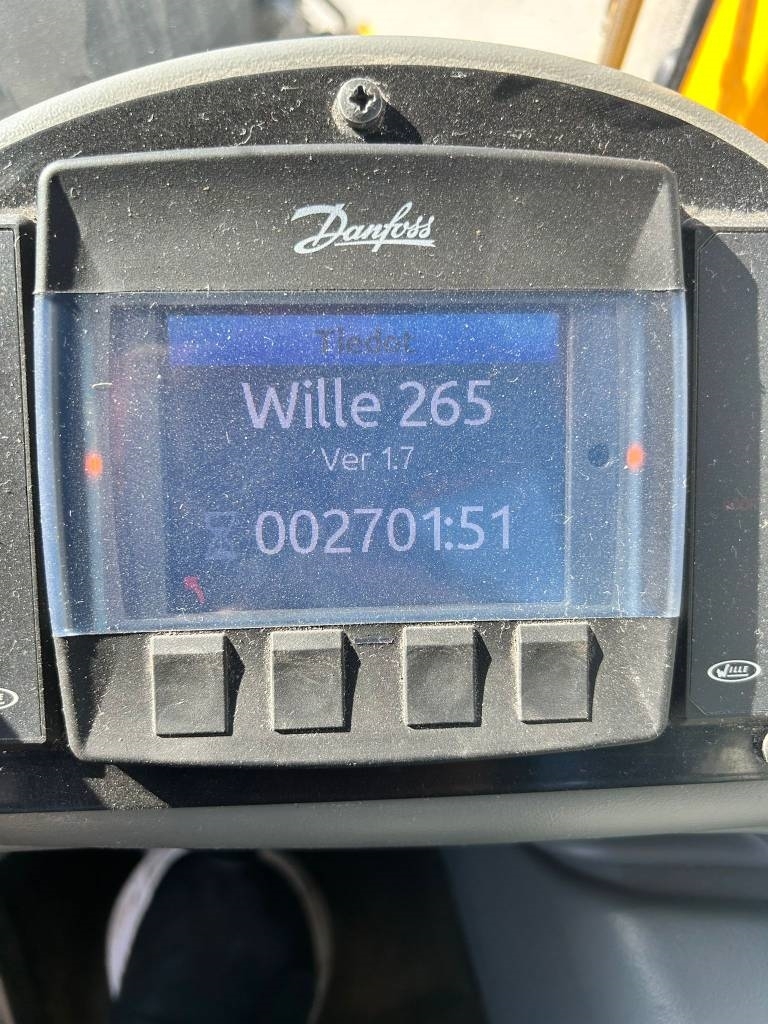 Danfoss
Tiedot
Wille 265
Ver 1.7
002701:51
WILLE